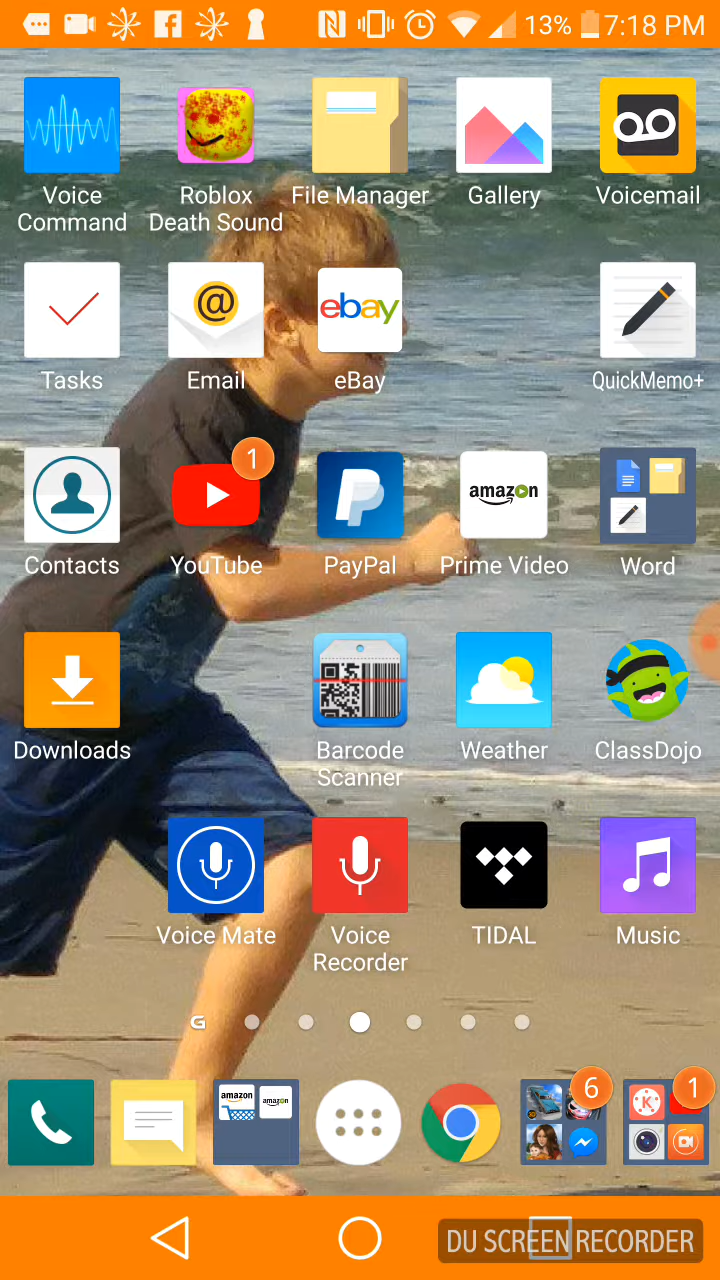 13% 7:18 PM
Voice Command
Roblox Death Sound
File Manager
Gallery
Voicemail
Tasks
@
Email
ebay
eBay
QuickMemo+
Contacts
1
YouTube
P
PayPal
amazon
Prime Video
Word
Downloads
Barcode Scanner
Weather
ClassDojo
Voice Mate
Voice Recorder
TIDAL
Music
G
amazon
amazon
6
K
1
DU SCREEN RECORDER